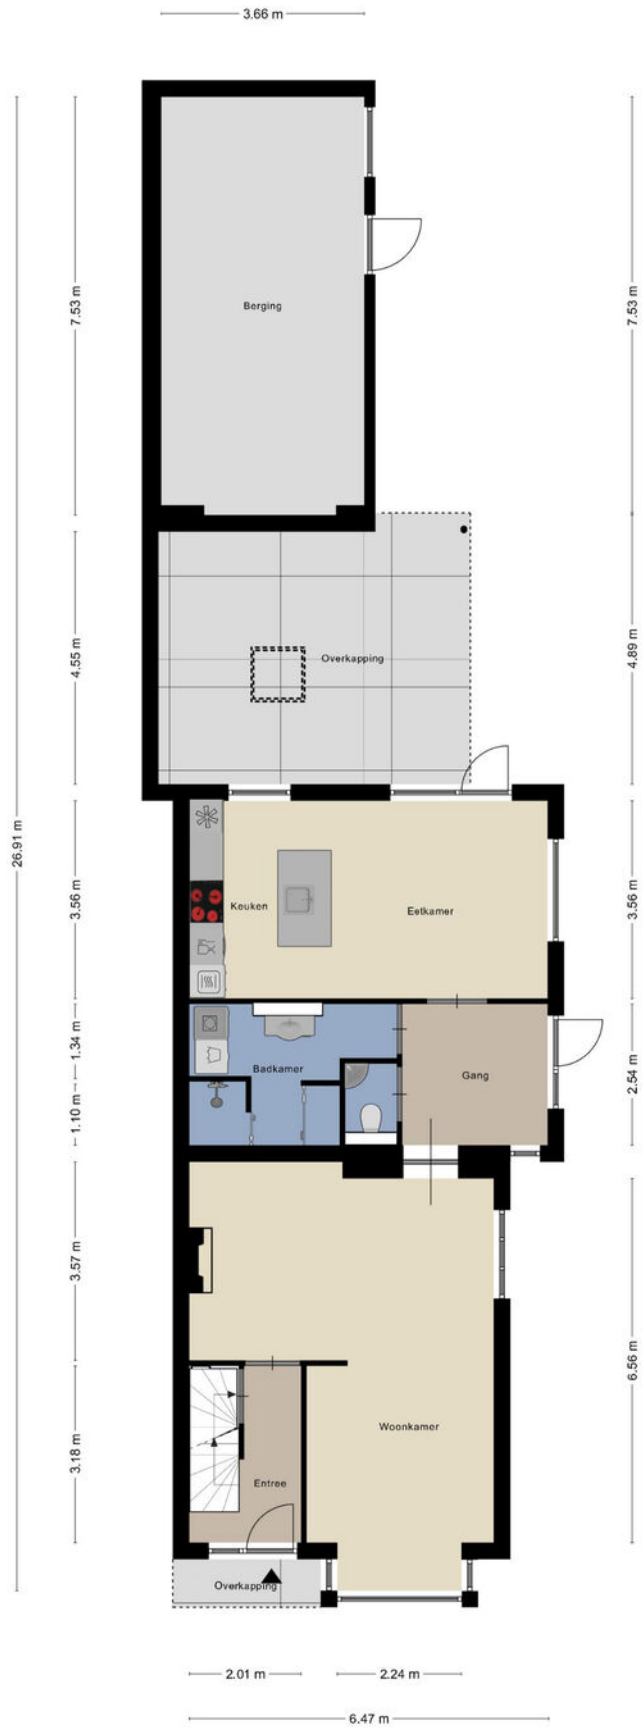 3.66 m
7.53 m
7.53 m
Berging
4.55 m
Overkapping
4.89 m
26.91 m
3.56 m
Keuken
Eetkamer
3.56 m
1.34 m
Badkamer
Gang
2.54 m
1.10 m
3.57 m
6.56 m
Woonkamer
3.18 m
Entree
Overkapping
2.01 m
2.24 m
6.47 m